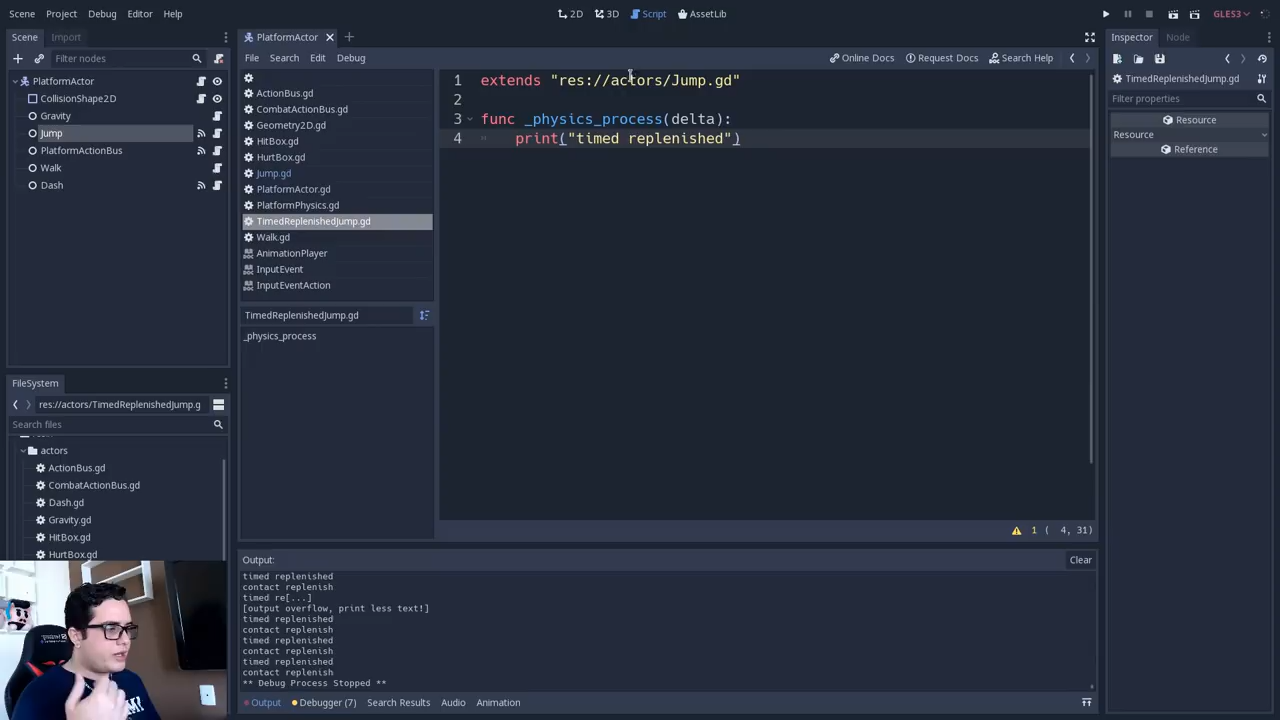 Scene Project Debug Editor Help
2D 3D Script AssetLib
GLES3
Scene Import
Filter nodes
PlatformActor
CollisionShape2D
Gravity
Jump
PlatformActionBus
Walk
Dash
FileSystem
res://actors/TimedReplenishedJump.g
Search files
actors
ActionBus.gd
CombatActionBus.gd
Dash.gd
Gravity.gd
HitBox.gd
HurtBox.gd
PlatformActor
File Search Edit Debug
Online Docs Request Docs Search Help
ActionBus.gd
CombatActionBus.gd
Geometry2D.gd
HitBox.gd
HurtBox.gd
Jump.gd
PlatformActor.gd
PlatformPhysics.gd
TimedReplenishedJump.gd
Walk.gd
AnimationPlayer
InputEvent
InputEventAction
TimedReplenishedJump.gd
_physics_process
1 extends "res://actors/Jump.gd"
2
3 func _physics_process(delta):
4 print("timed replenished")
1 ( 4, 31)
Output:
Clear
timed replenished
contact replenish
timed re[...]
[output overflow, print less text!]
timed replenished
contact replenish
timed replenished
contact replenish
timed replenished
contact replenish
** Debug Process Stopped **
Output Debugger (7) Search Results Audio Animation
Inspector Node
TimedReplenishedJump.gd
Filter properties
Resource
Resource
Reference